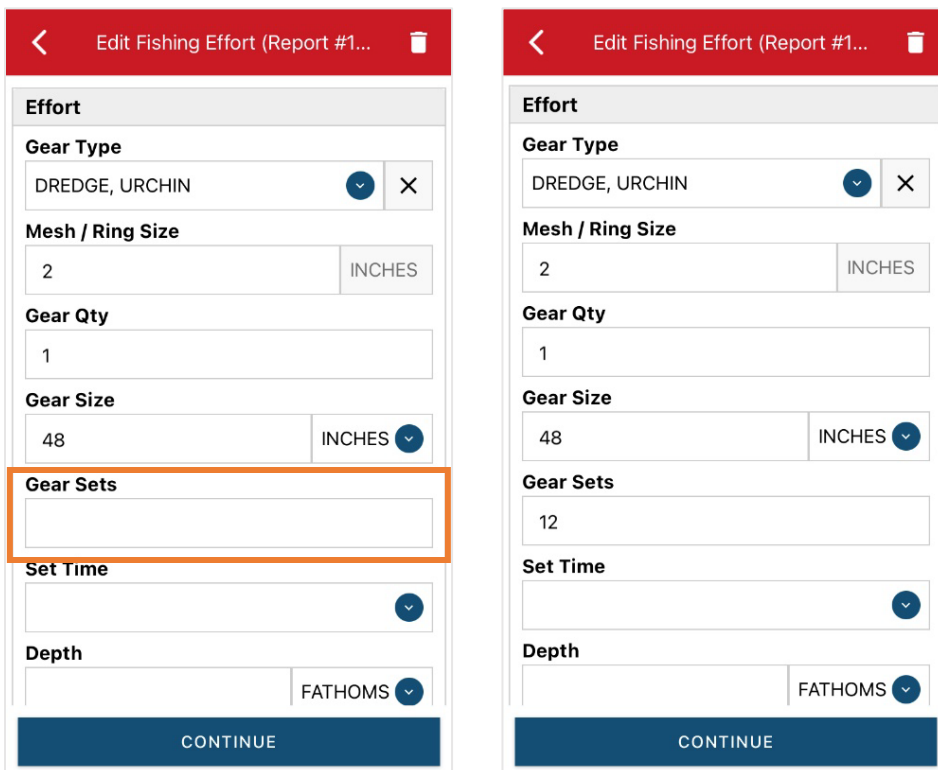 Edit Fishing Effort (Report #1...
Effort
Gear Type
DREDGE, URCHIN
Mesh / Ring Size
2 INCHES
Gear Qty
1
Gear Size
48 INCHES
Gear Sets
Set Time
Depth
FATHOMS
CONTINUE
Edit Fishing Effort (Report #1...
Effort
Gear Type
DREDGE, URCHIN
Mesh / Ring Size
2 INCHES
Gear Qty
1
Gear Size
48 INCHES
Gear Sets
12
Set Time
Depth
FATHOMS
CONTINUE